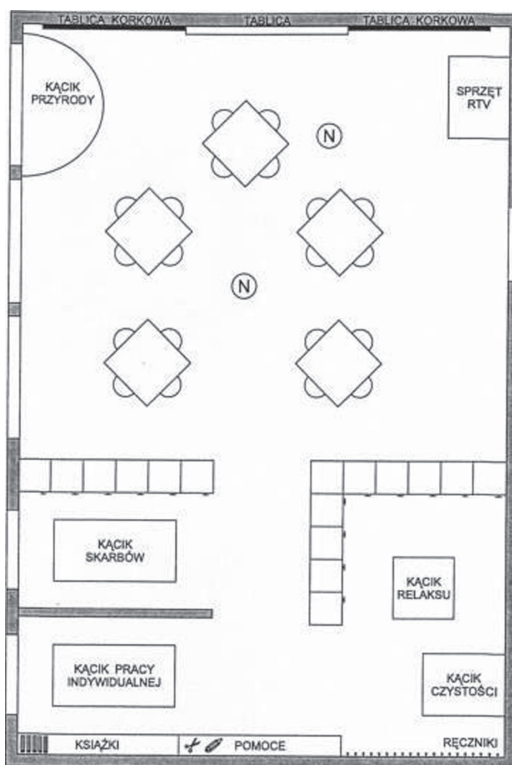 TABLICA KORKOWA
TABLICA
TABLICA KORKOWA
KĄCIK
PRZYRODY
SPRZĘT
RTV
N
N
KĄCIK
SKARBÓW
KĄCIK
RELAKSU
KĄCIK PRACY
INDYWIDUALNEJ
KĄCIK
CZYSTOŚCI
KSIĄŻKI
POMOCE
RĘCZNIKI